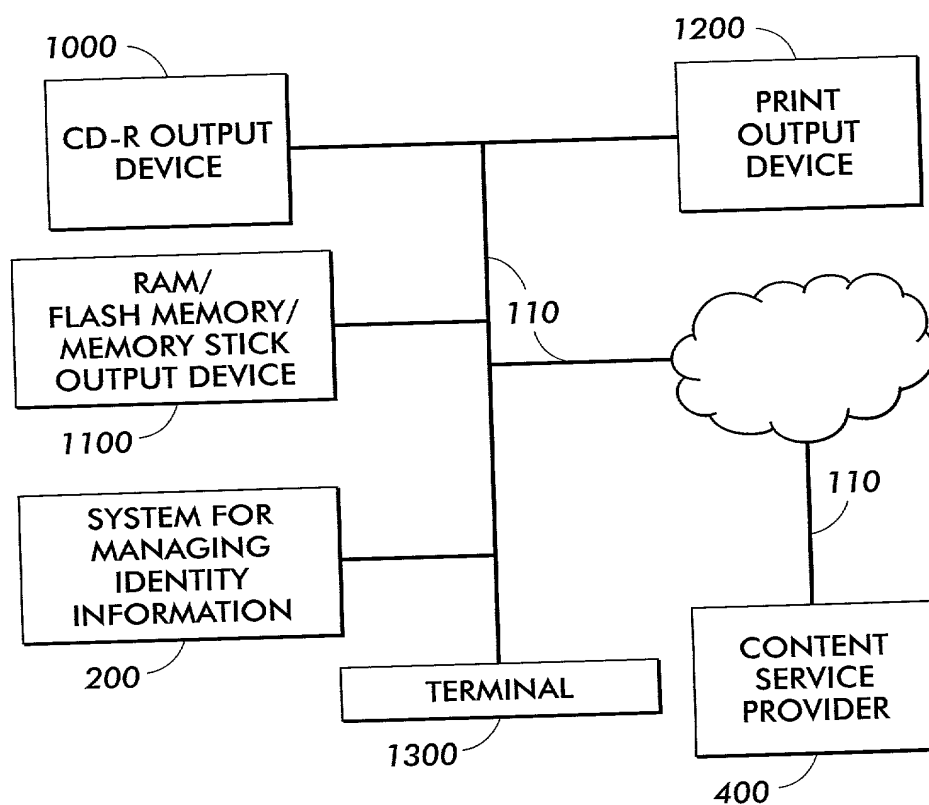 1000
CD-R OUTPUT
DEVICE
1200
PRINT
OUTPUT
DEVICE
RAM/
FLASH MEMORY/
MEMORY STICK
OUTPUT DEVICE
1100
110
110
SYSTEM FOR
MANAGING
IDENTITY
INFORMATION
200
TERMINAL
1300
CONTENT
SERVICE
PROVIDER
400